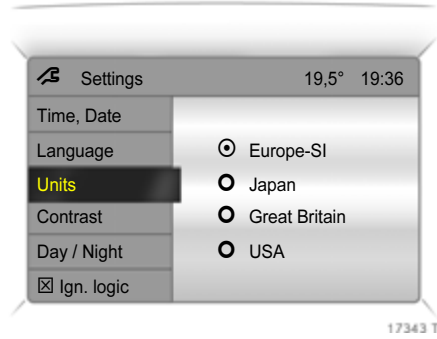 Settings 19,5° 19:36
Time, Date
Language
Units
Contrast
Day / Night
☒ Ign. logic
Europe-SI
Japan
Great Britain
USA
17343 T